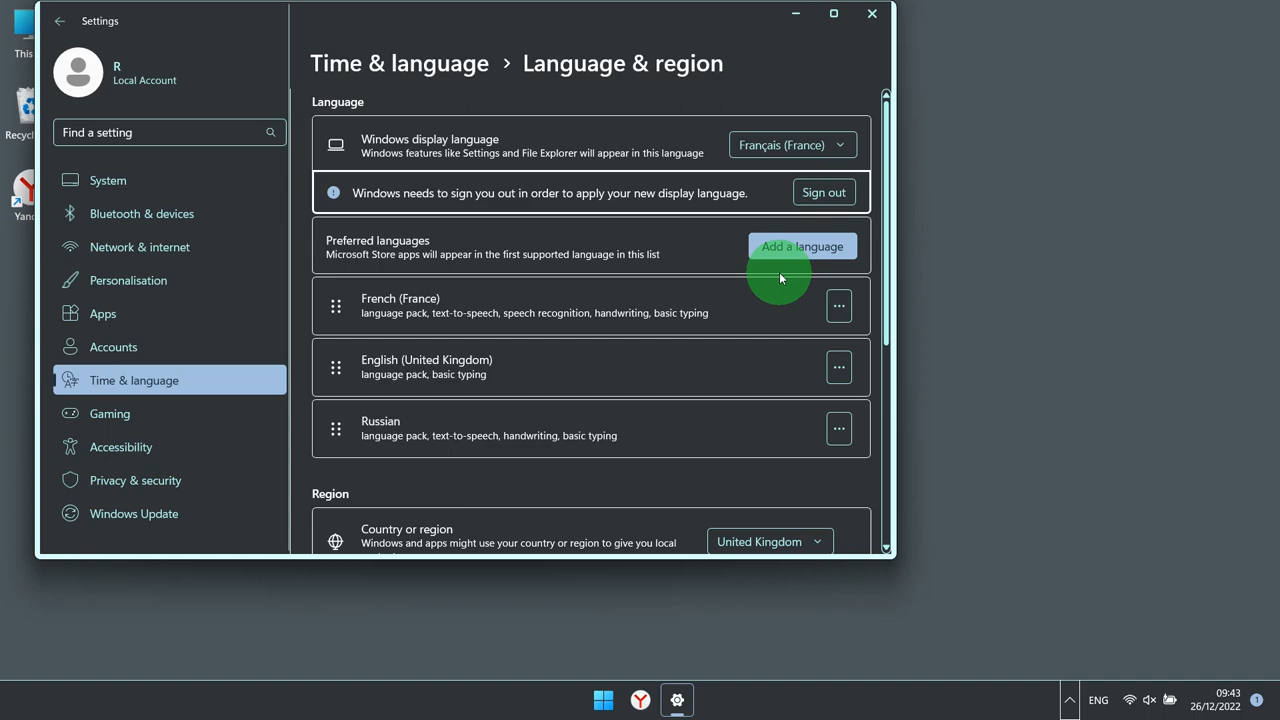 This
Recycl
Yand
Settings
R
Local Account
Find a setting
System
Bluetooth & devices
Network & internet
Personalisation
Apps
Accounts
Time & language
Gaming
Accessibility
Privacy & security
Windows Update
Time & language > Language & region
Language
Windows display language
Windows features like Settings and File Explorer will appear in this language
Français (France)
Windows needs to sign you out in order to apply your new display language.
Sign out
Preferred languages
Microsoft Store apps will appear in the first supported language in this list
Add a language
French (France)
language pack, text-to-speech, speech recognition, handwriting, basic typing
English (United Kingdom)
language pack, basic typing
Russian
language pack, text-to-speech, handwriting, basic typing
Region
Country or region
Windows and apps might use your country or region to give you local
United Kingdom
ENG
09:43
26/12/2022
1